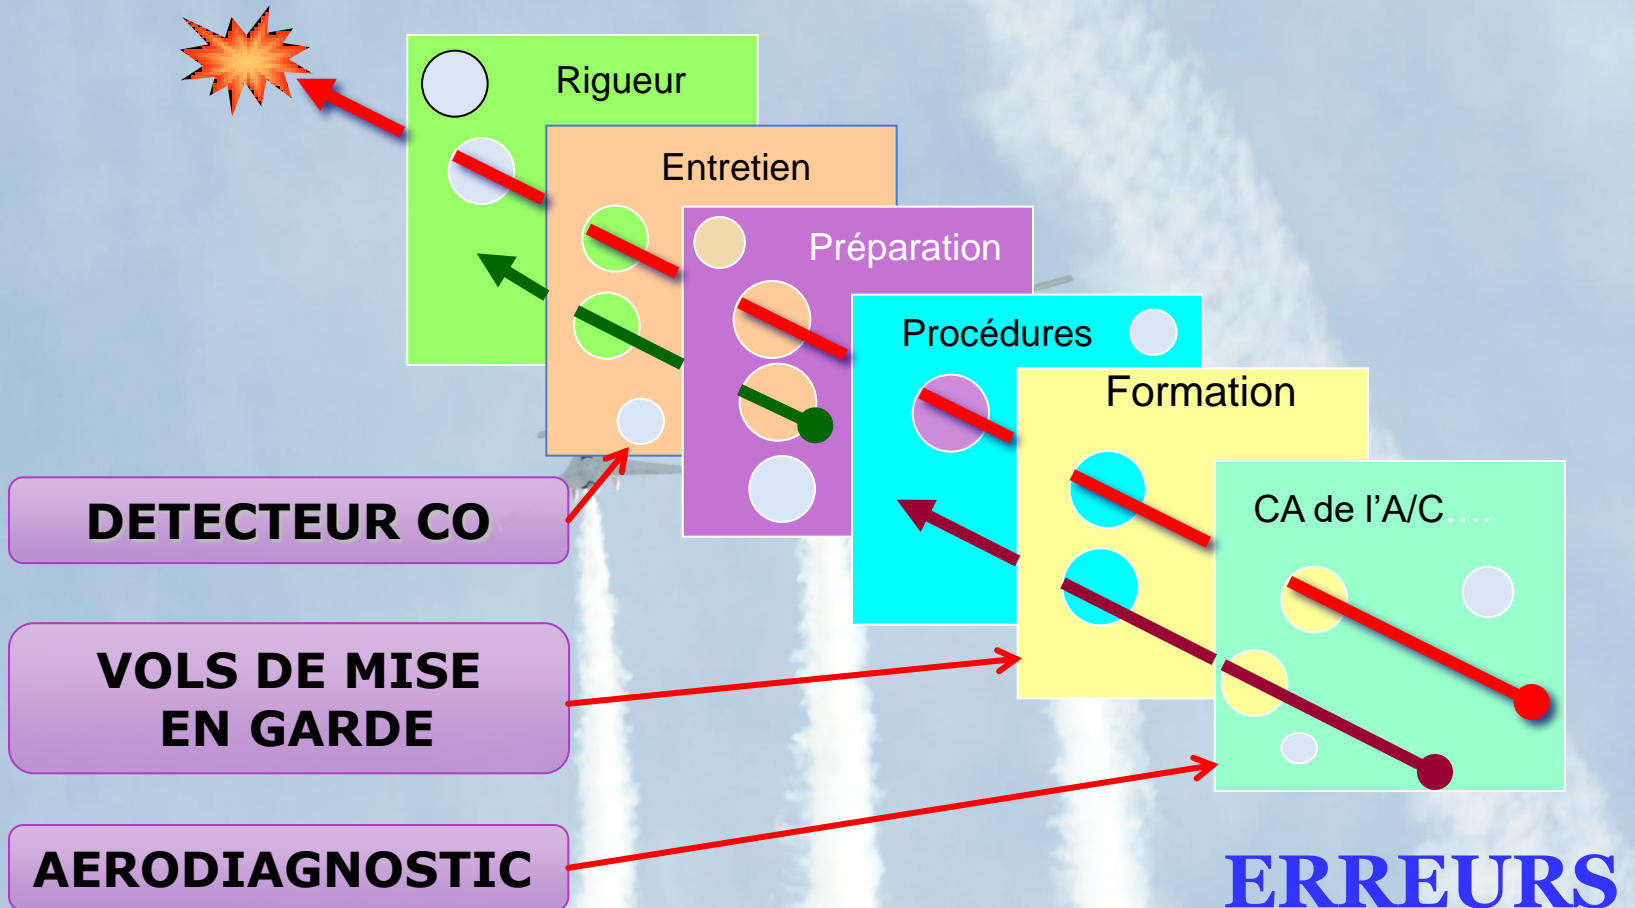 Rigueur
Entretien
Préparation
Procédures
Formation
CA de l’A/C....
DETECTEUR CO
VOLS DE MISE
EN GARDE
AERODIAGNOSTIC
ERREURS